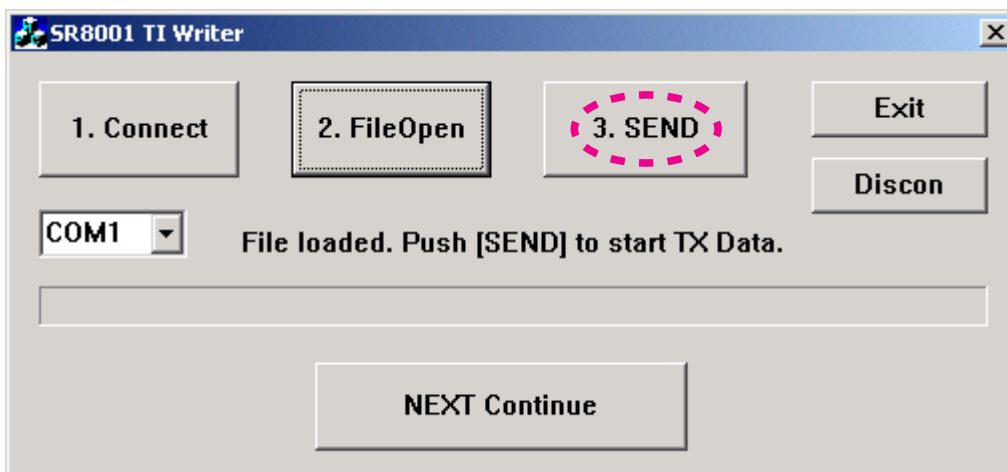 SR8001 TI Writer
1. Connect
2. FileOpen
3. SEND
Exit
Discon
COM1
File loaded. Push [SEND] to start TX Data.
NEXT Continue